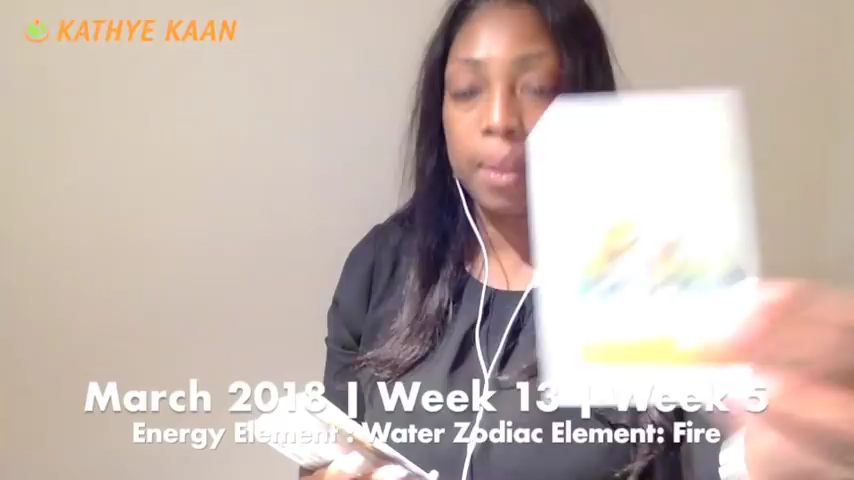 KATHYE KAAN
March 2018 | Week 13 | Week 5
Energy Element : Water Zodiac Element: Fire